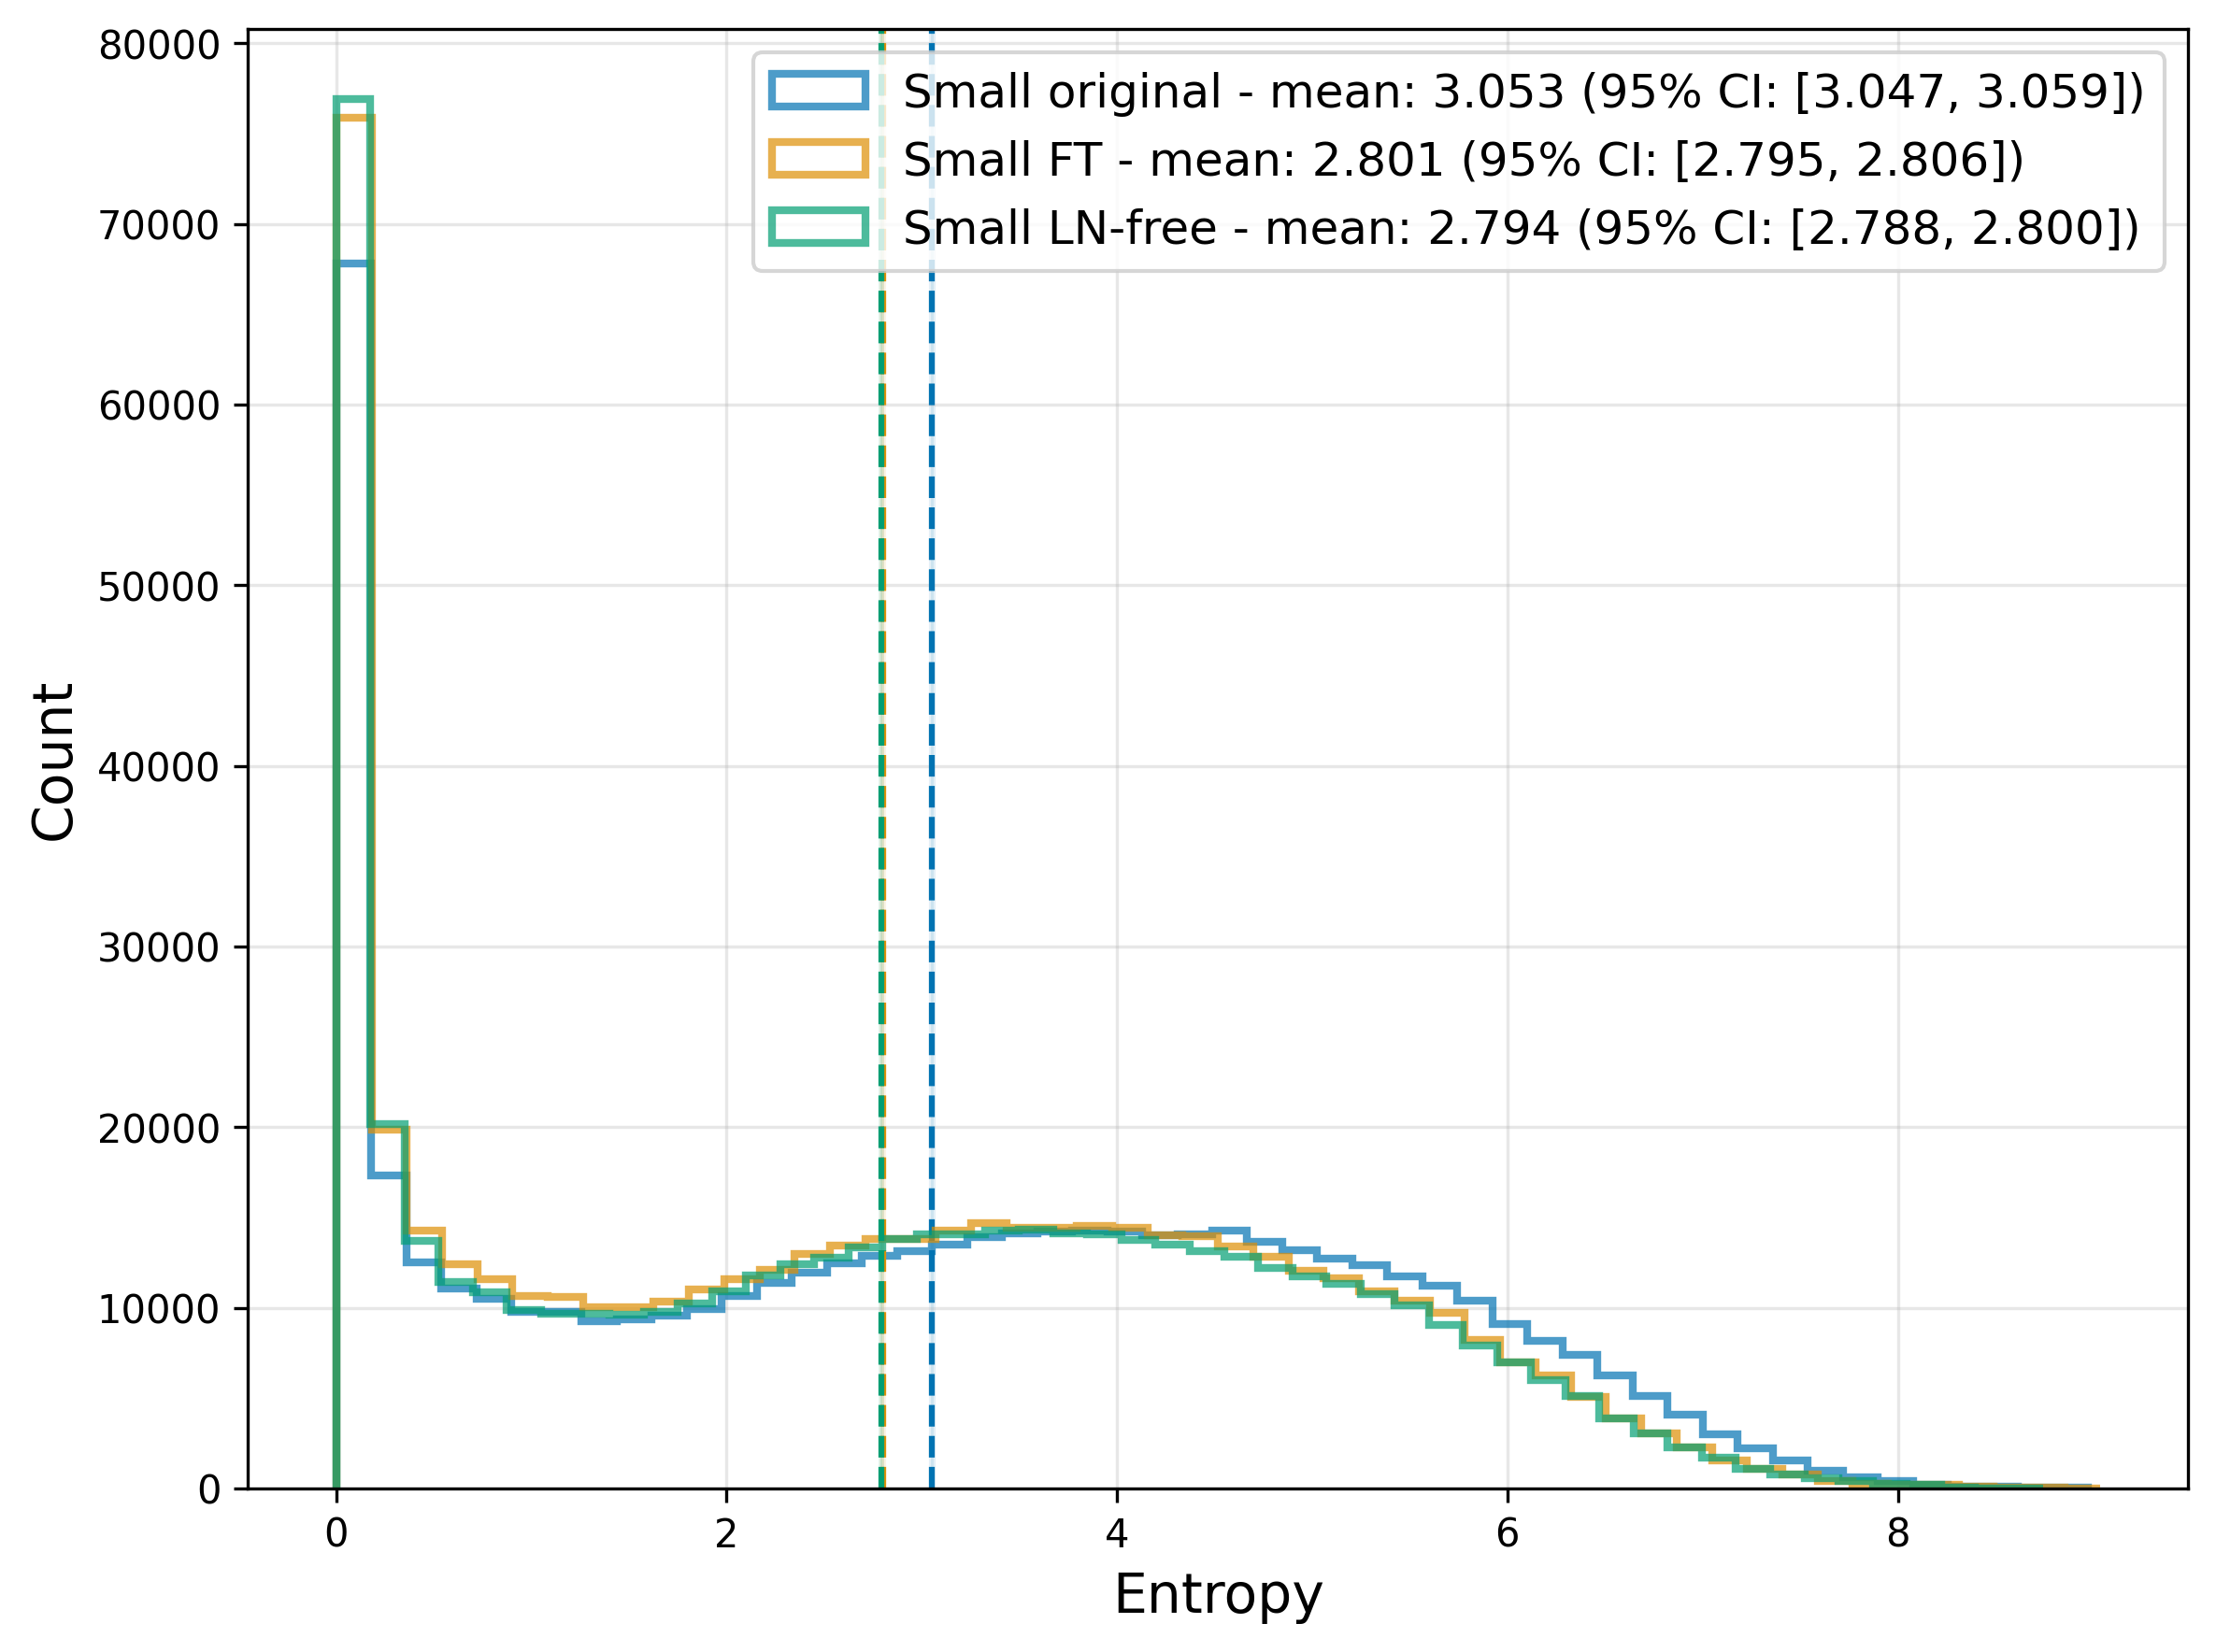 Small original - mean: 3.053 (95% CI: [3.047, 3.059])
Small FT - mean: 2.801 (95% CI: [2.795, 2.806])
Small LN-free - mean: 2.794 (95% CI: [2.788, 2.800])
80000
70000
60000
50000
40000
30000
20000
10000
0
Count
0 2 4 6 8
Entropy